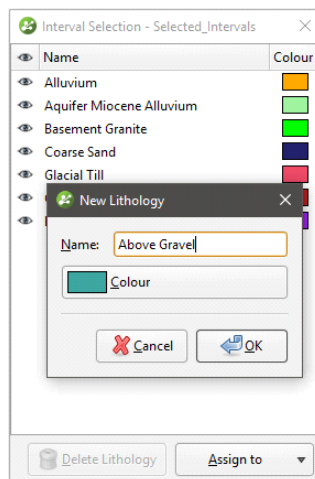 Interval Selection - Selected_Intervals
Name Colour
Alluvium
Aquifer Miocene Alluvium
Basement Granite
Coarse Sand
Glacial Till
New Lithology
Name: Above Gravel
Colour
Cancel OK
Delete Lithology Assign to